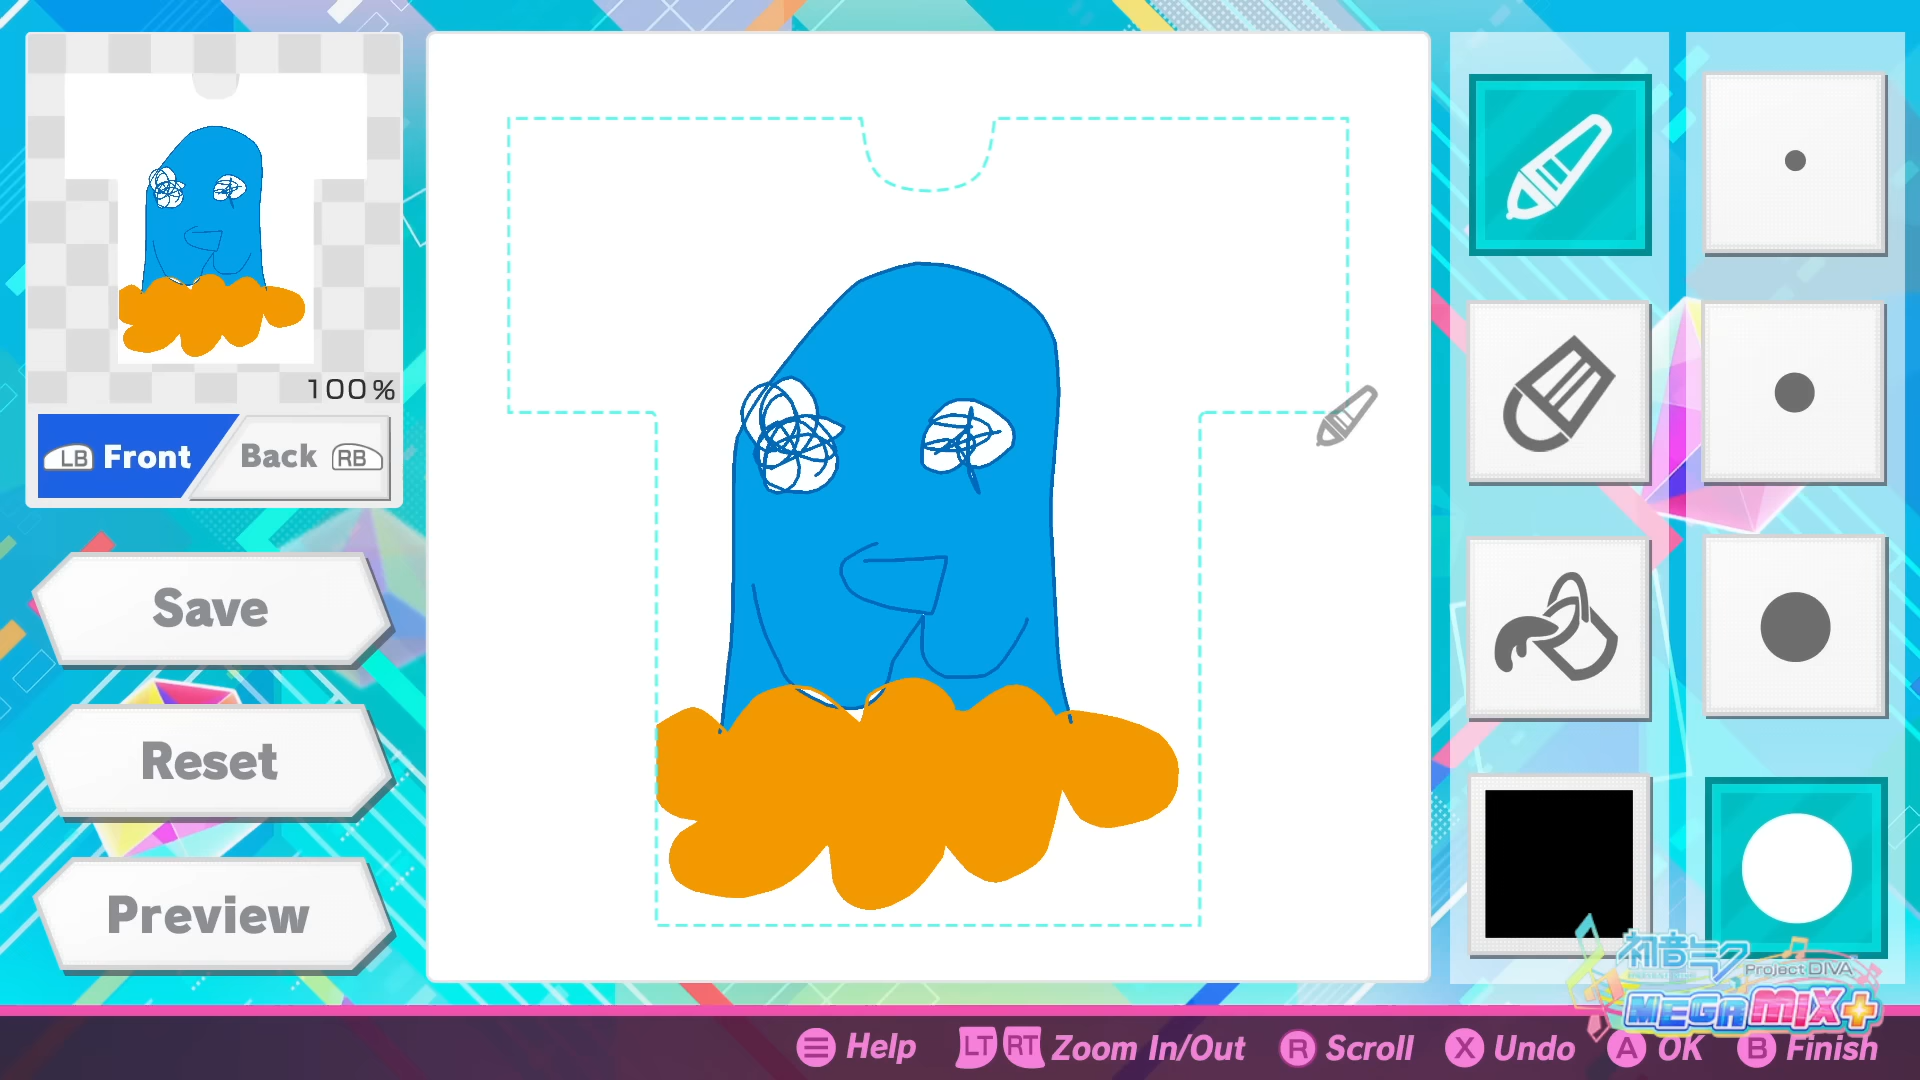 100%
LB Front
Back RB
Save
Reset
Preview
初音ミク
Project DIVA
MEGA MIX+
Help
LT RT Zoom In/Out
R Scroll
X Undo
A OK
B Finish